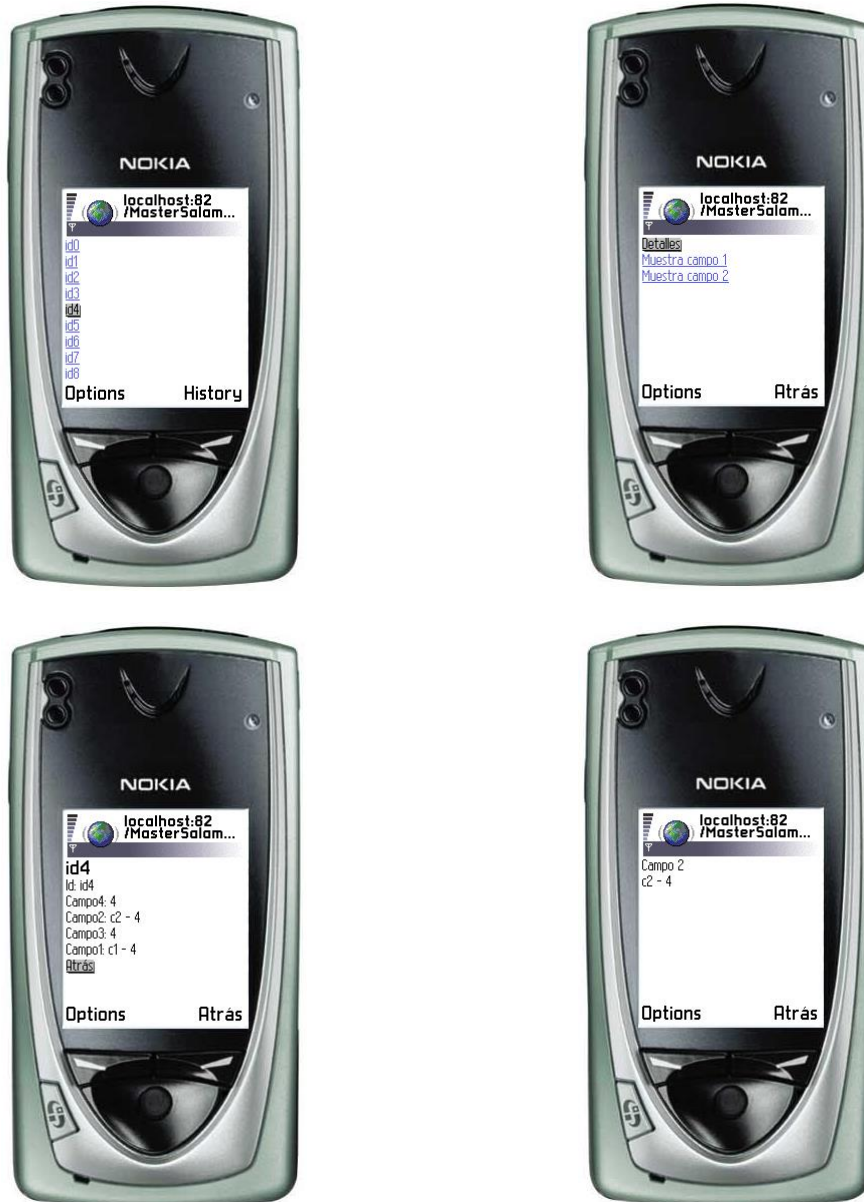 NOKIA
localhost:82
/MasterSalam...
id0
id1
id2
id3
id4
id5
id6
id7
id8
Options History
NOKIA
localhost:82
/MasterSalam...
Detalles
Muestra campo 1
Muestra campo 2
Options Atrás
NOKIA
localhost:82
/MasterSalam...
id4
Id: id4
Campo4: 4
Campo2: c2 - 4
Campo3: 4
Campo1: c1 - 4
Atrás
Options Atrás
NOKIA
localhost:82
/MasterSalam...
Campo 2
c2 - 4
Options Atrás